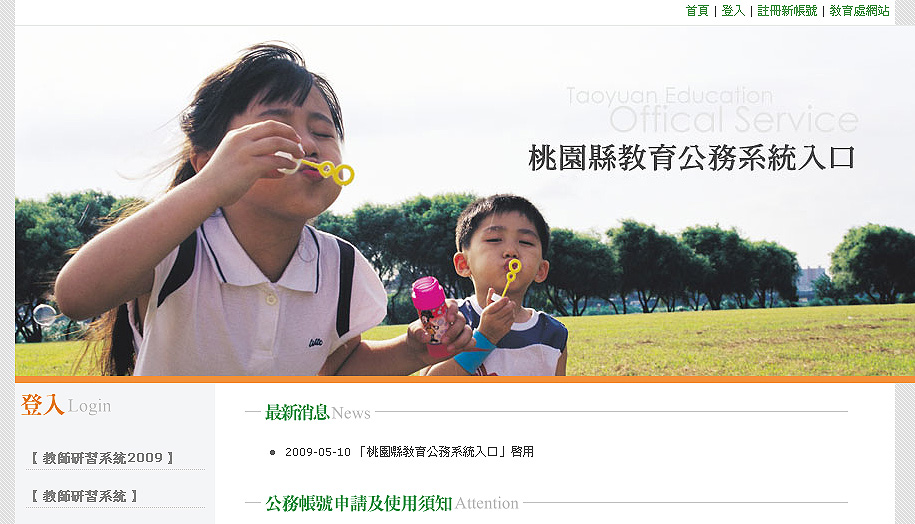 首頁 | 登入 | 註冊新帳號 | 教育處網站
Taoyuan Education
Offical Service
桃園縣教育公務系統入口
登入 Login
【 教師研習系統2009 】
【 教師研習系統 】
最新消息 News
2009-05-10 「桃園縣教育公務系統入口」啓用
公務帳號申請及使用須知 Attention